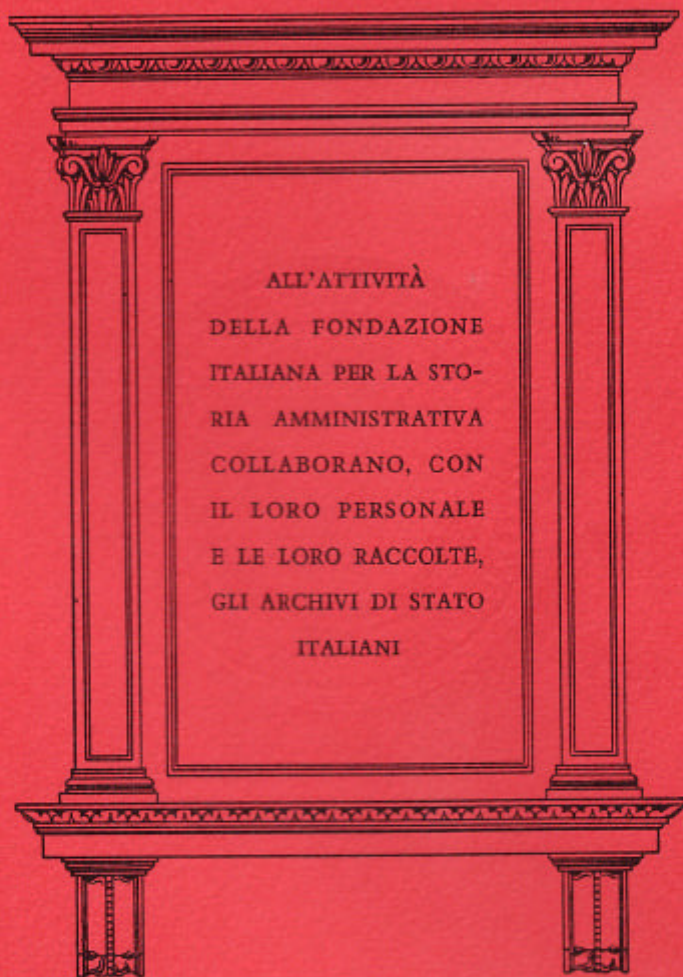 ALL'ATTIVITÀ
DELLA FONDAZIONE
ITALIANA PER LA STO-
RIA AMMINISTRATIVA
COLLABORANO, CON
IL LORO PERSONALE
E LE LORO RACCOLTE,
GLI ARCHIVI DI STATO
ITALIANI